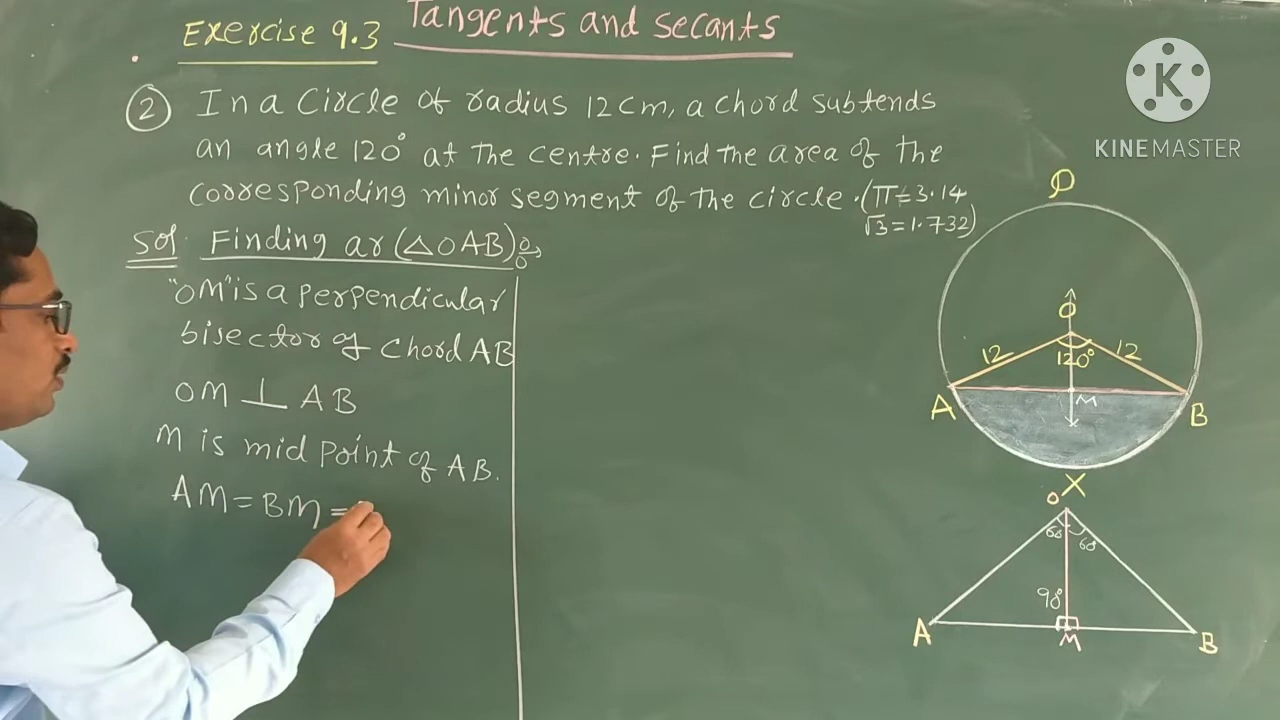 Exercise 9.3 Tangents and secants
K
KINEMASTER
② In a Circle of radius 12cm, a chord subtends
an angle 120° at the centre. Find the area of the
corresponding minor segment of the circle. (π=3.14
√3=1.732)
Sol Finding ar (△OAB):
"OM" is a perpendicular
bisector of chord AB
OM ⊥ AB
M is mid point of AB.
AM = BM =
O
12 120° 12
A M B
X
O
60 60
90°
A M B